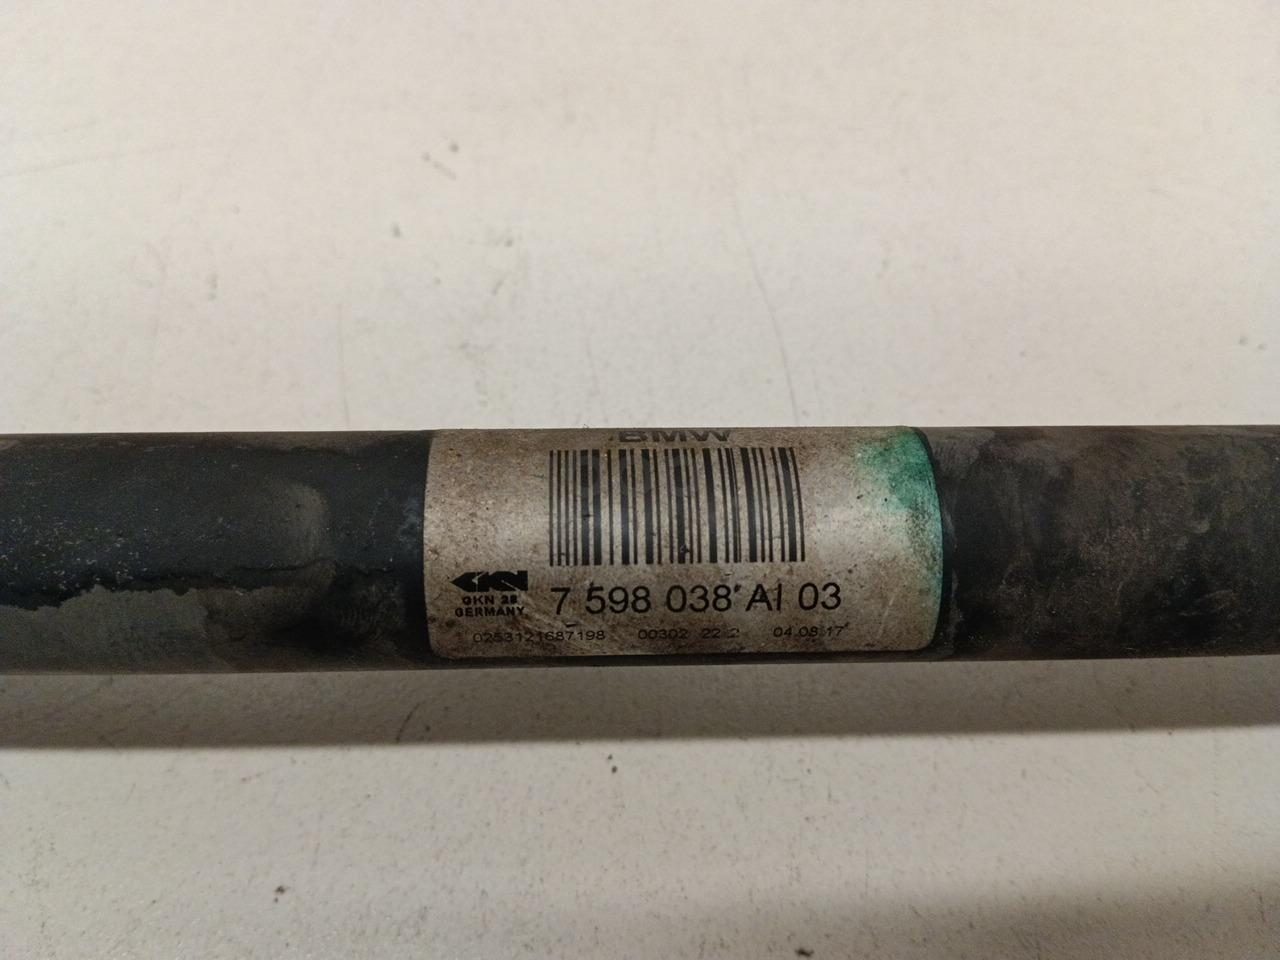 BMW
GKN
GKN 28
GERMANY
7 598 038 AI 03
0253121687198 00302 22 2 04.08.17